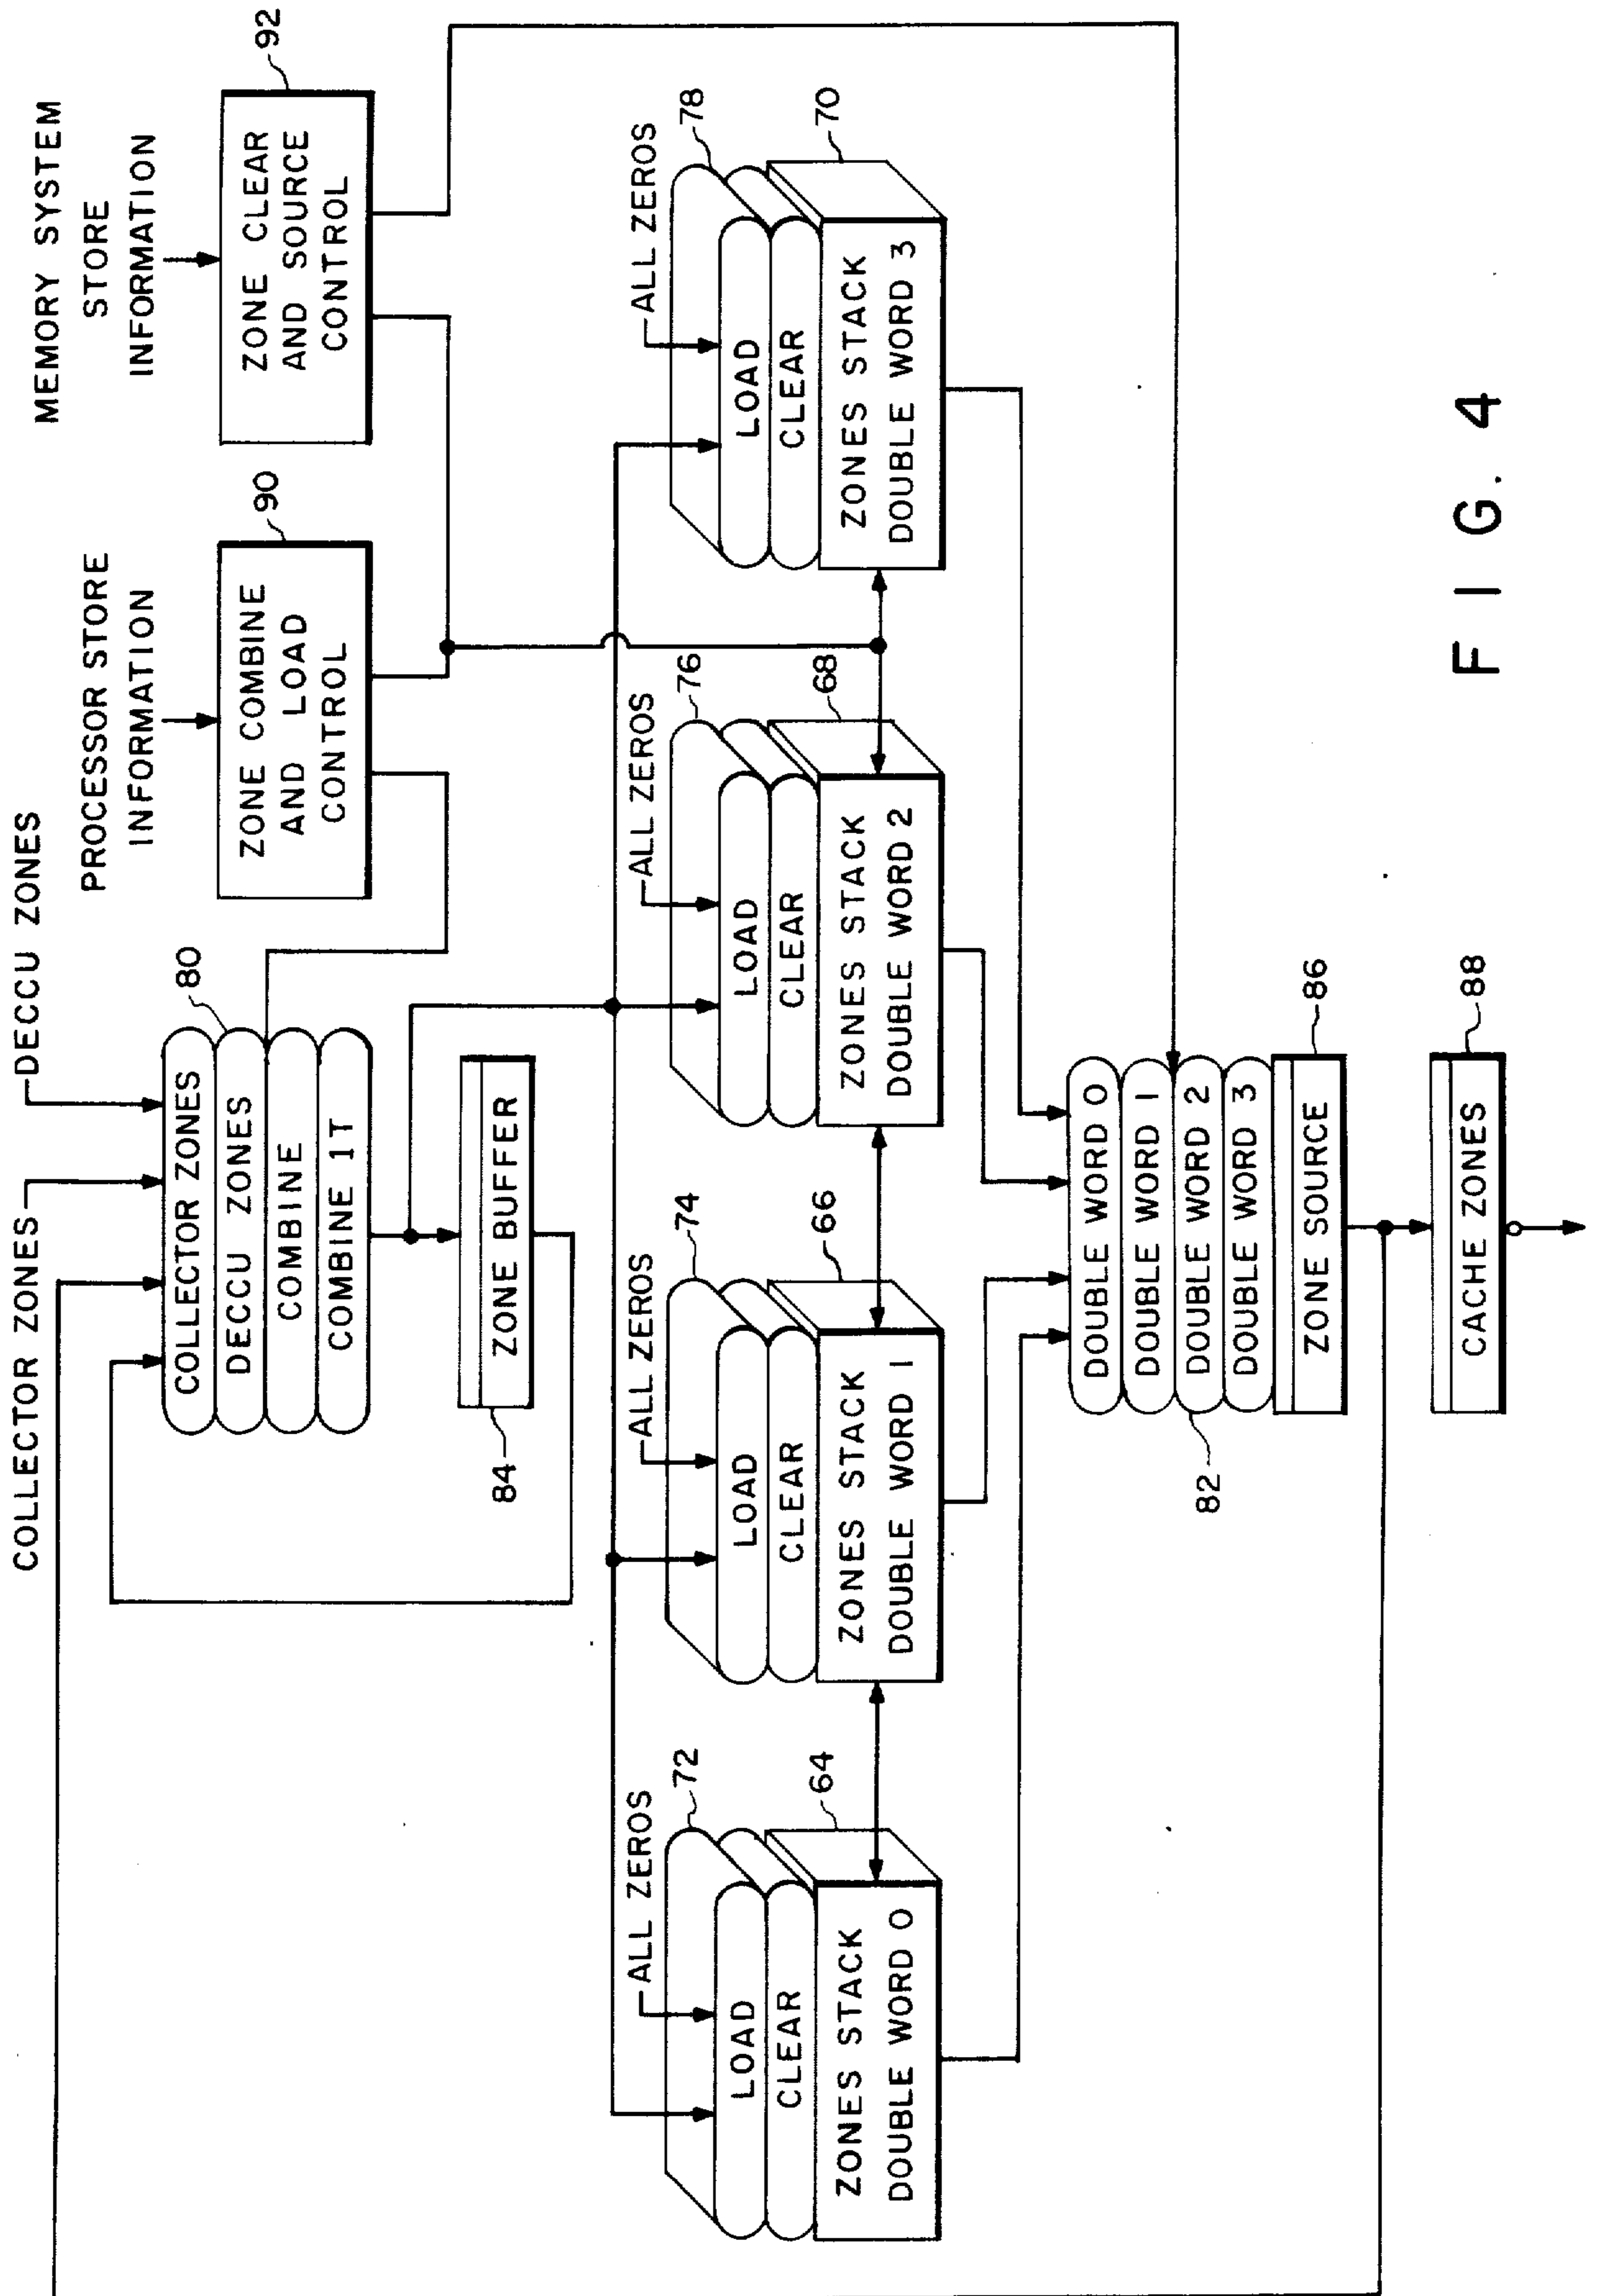 COLLECTOR ZONES
DECCU ZONES
PROCESSOR STORE
INFORMATION
MEMORY SYSTEM
STORE
INFORMATION
COLLECTOR ZONES
DECCU ZONES
COMBINE
COMBINE 1T
80
ZONE COMBINE
AND LOAD
CONTROL
90
ZONE CLEAR
AND SOURCE
CONTROL
92
84
ZONE BUFFER
ALL ZEROS
72
LOAD
CLEAR
ZONES STACK
DOUBLE WORD 0
64
ALL ZEROS
74
LOAD
CLEAR
ZONES STACK
DOUBLE WORD 1
66
ALL ZEROS
76
LOAD
CLEAR
ZONES STACK
DOUBLE WORD 2
68
ALL ZEROS
78
LOAD
CLEAR
ZONES STACK
DOUBLE WORD 3
70
DOUBLE WORD 0
DOUBLE WORD 1
DOUBLE WORD 2
DOUBLE WORD 3
82
ZONE SOURCE
86
CACHE ZONES
88
FIG. 4